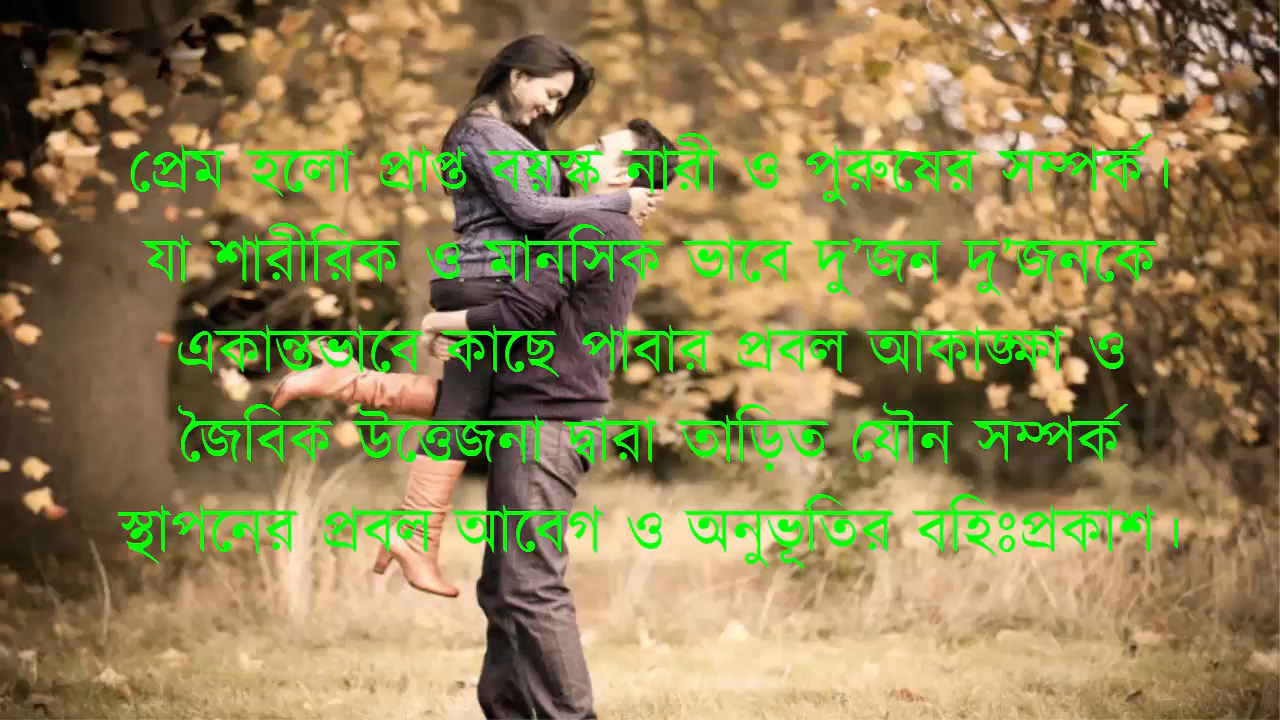 প্রেম হলো প্রাপ্ত বয়স্ক নারী ও পুরুষের সম্পর্ক।
যা শারীরিক ও মানসিক ভাবে দু’জন দু’জনকে
একান্তভাবে কাছে পাবার প্রবল আকাঙ্ক্ষা ও
জৈবিক উত্তেজনা দ্বারা তাড়িত যৌন সম্পর্ক
স্থাপনের প্রবল আবেগ ও অনুভূতির বহিঃপ্রকাশ।